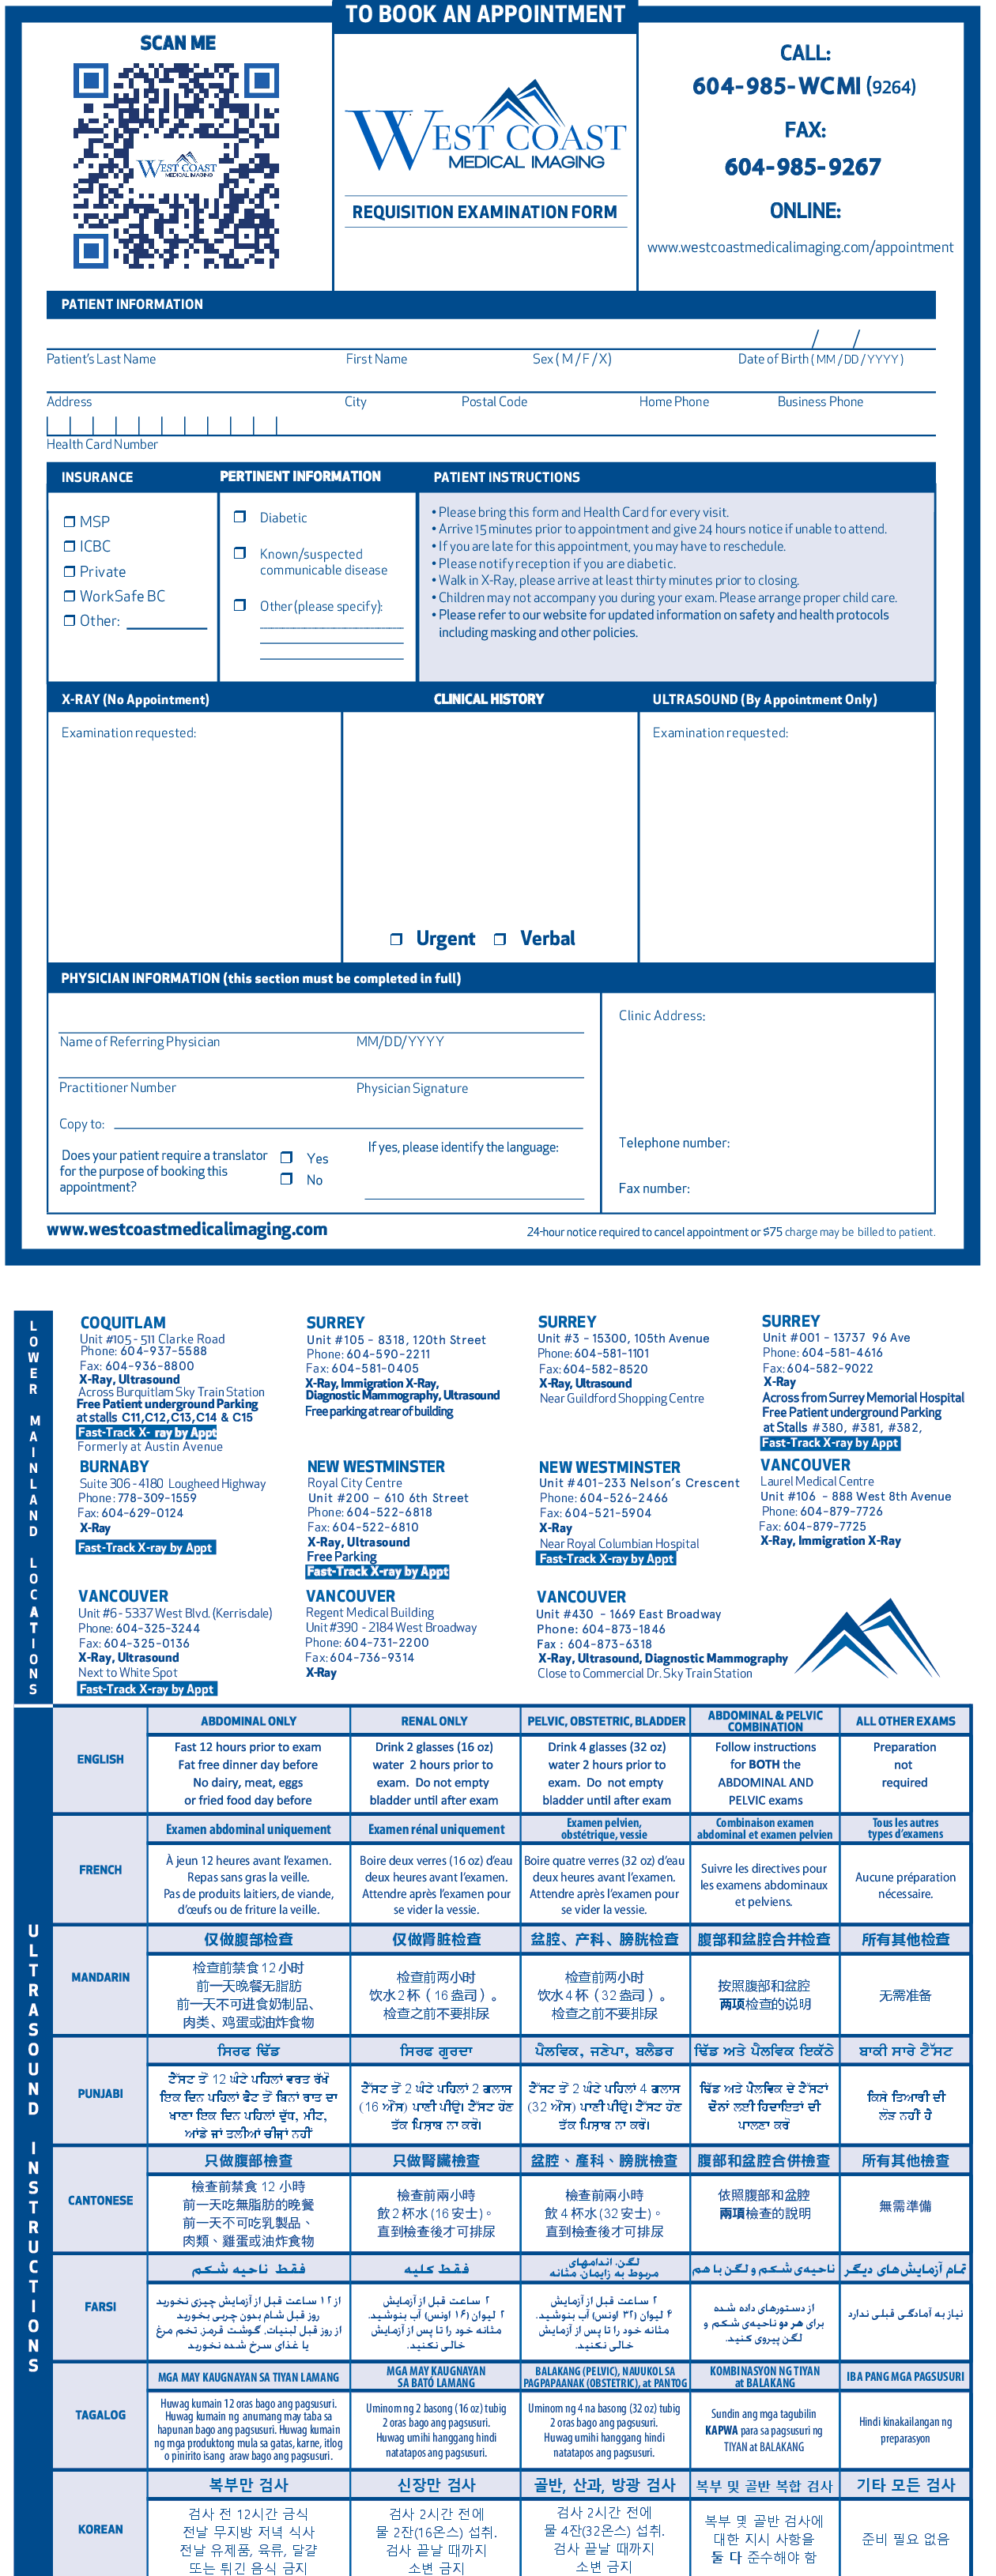 TO BOOK AN APPOINTMENT
SCAN ME
WEST COAST
MEDICAL IMAGING
WEST COAST
MEDICAL IMAGING
REQUISITION EXAMINATION FORM
CALL:
604-985-WCMI (9264)
FAX:
604-985-9267
ONLINE:
www.westcoastmedicalimaging.com/appointment
PATIENT INFORMATION
/ /
Patient's Last Name First Name Sex ( M / F / X) Date of Birth ( MM / DD / YYYY )
Address City Postal Code Home Phone Business Phone
Health Card Number
INSURANCE
❐ MSP
❐ ICBC
❐ Private
❐ WorkSafe BC
❐ Other:
PERTINENT INFORMATION
❐ Diabetic
❐ Known/suspected
communicable disease
❐ Other (please specify):
PATIENT INSTRUCTIONS
• Please bring this form and Health Card for every visit.
• Arrive 15 minutes prior to appointment and give 24 hours notice if unable to attend.
• If you are late for this appointment, you may have to reschedule.
• Please notify reception if you are diabetic.
• Walk in X-Ray, please arrive at least thirty minutes prior to closing.
• Children may not accompany you during your exam. Please arrange proper child care.
• Please refer to our website for updated information on safety and health protocols
including masking and other policies.
X-RAY (No Appointment) CLINICAL HISTORY ULTRASOUND (By Appointment Only)
Examination requested: Examination requested:
❐ Urgent ❐ Verbal
PHYSICIAN INFORMATION (this section must be completed in full)
Name of Referring Physician MM/DD/YYYY
Practitioner Number Physician Signature
Copy to:
Does your patient require a translator
for the purpose of booking this
appointment?
❐ Yes
❐ No
If yes, please identify the language:
Clinic Address:
Telephone number:
Fax number:
www.westcoastmedicalimaging.com
24-hour notice required to cancel appointment or $75 charge may be billed to patient.
LOWER MAINLAND LOCATIONS
COQUITLAM
Unit #105 - 511 Clarke Road
Phone: 604-937-5588
Fax: 604-936-8800
X-Ray, Ultrasound
Across Burquitlam Sky Train Station
Free Patient underground Parking
at stalls C11,C12,C13,C14 & C15
Fast-Track X- ray by Appt
Formerly at Austin Avenue
SURREY
Unit #105 - 8318, 120th Street
Phone: 604-590-2211
Fax: 604-581-0405
X-Ray, Immigration X-Ray,
Diagnostic Mammography, Ultrasound
Free parking at rear of building
SURREY
Unit #3 - 15300, 105th Avenue
Phone: 604-581-1101
Fax: 604-582-8520
X-Ray, Ultrasound
Near Guildford Shopping Centre
SURREY
Unit #001 - 13737 96 Ave
Phone: 604-581-4616
Fax: 604-582-9022
X-Ray
Across from Surrey Memorial Hospital
Free Patient underground Parking
at Stalls #380, #381, #382,
Fast-Track X-ray by Appt
BURNABY
Suite 306 - 4180 Lougheed Highway
Phone : 778-309-1559
Fax: 604-629-0124
X-Ray
Fast-Track X-ray by Appt
NEW WESTMINSTER
Royal City Centre
Unit #200 – 610 6th Street
Phone: 604-522-6818
Fax: 604-522-6810
X-Ray, Ultrasound
Free Parking
Fast-Track X-ray by Appt
NEW WESTMINSTER
Unit #401-233 Nelson's Crescent
Phone: 604-526-2466
Fax: 604-521-5904
X-Ray
Near Royal Columbian Hospital
Fast-Track X-ray by Appt
VANCOUVER
Laurel Medical Centre
Unit #106 - 888 West 8th Avenue
Phone: 604-879-7726
Fax: 604-879-7725
X-Ray, Immigration X-Ray
VANCOUVER
Unit #6 - 5337 West Blvd. (Kerrisdale)
Phone: 604-325-3244
Fax: 604-325-0136
X-Ray, Ultrasound
Next to White Spot
Fast-Track X-ray by Appt
VANCOUVER
Regent Medical Building
Unit #390 - 2184 West Broadway
Phone: 604-731-2200
Fax: 604-736-9314
X-Ray
VANCOUVER
Unit #430 - 1669 East Broadway
Phone: 604-873-1846
Fax : 604-873-6318
X-Ray, Ultrasound, Diagnostic Mammography
Close to Commercial Dr. Sky Train Station
ULTRASOUND INSTRUCTIONS
ENGLISH
ABDOMINAL ONLY
Fast 12 hours prior to exam
Fat free dinner day before
No dairy, meat, eggs
or fried food day before
RENAL ONLY
Drink 2 glasses (16 oz)
water 2 hours prior to
exam. Do not empty
bladder until after exam
PELVIC, OBSTETRIC, BLADDER
Drink 4 glasses (32 oz)
water 2 hours prior to
exam. Do not empty
bladder until after exam
ABDOMINAL & PELVIC
COMBINATION
Follow instructions
for BOTH the
ABDOMINAL AND
PELVIC exams
ALL OTHER EXAMS
Preparation
not
required
FRENCH
Examen abdominal uniquement
À jeun 12 heures avant l'examen.
Repas sans gras la veille.
Pas de produits laitiers, de viande,
d'œufs ou de friture la veille.
Examen rénal uniquement
Boire deux verres (16 oz) d'eau
deux heures avant l'examen.
Attendre après l'examen pour
se vider la vessie.
Examen pelvien,
obstétrique, vessie
Boire quatre verres (32 oz) d'eau
deux heures avant l'examen.
Attendre après l'examen pour
se vider la vessie.
Combinaison examen
abdominal et examen pelvien
Suivre les directives pour
les examens abdominaux
et pelviens.
Tous les autres
types d'examens
Aucune préparation
nécessaire.
MANDARIN
仅做腹部检查
检查前禁食 12 小时
前一天晚餐无脂肪
前一天不可进食奶制品、
肉类、鸡蛋或油炸食物
仅做肾脏检查
检查前两小时
饮水 2 杯（ 16 盎司）。
检查之前不要排尿
盆腔、产科、膀胱检查
检查前两小时
饮水 4 杯（ 32 盎司）。
检查之前不要排尿
腹部和盆腔合并检查
按照腹部和盆腔
两项检查的说明
所有其他检查
无需准备
PUNJABI
ਸਿਰਫ ਢਿੱਡ
ਟੈੱਸਟ ਤੋਂ 12 ਘੰਟੇ ਪਹਿਲਾਂ ਵਰਤ ਰੱਖੋ
ਇਕ ਦਿਨ ਪਹਿਲਾਂ ਫੈਟ ਤੋਂ ਬਿਨਾਂ ਰਾਤ ਦਾ
ਖਾਣਾ ਇਕ ਦਿਨ ਪਹਿਲਾਂ ਦੁੱਧ, ਮੀਟ,
ਆਂਡੇ ਜਾਂ ਤਲੀਆਂ ਚੀਜ਼ਾਂ ਨਹੀਂ
ਸਿਰਫ ਗੁਰਦਾ
ਟੈੱਸਟ ਤੋਂ 2 ਘੰਟੇ ਪਹਿਲਾਂ 2 ਗਲਾਸ
(16 ਔਂਸ) ਪਾਣੀ ਪੀਉ। ਟੈੱਸਟ ਹੋਣ
ਤੱਕ ਪਿਸ਼ਾਬ ਨਾ ਕਰੋ।
ਪੈਲਵਿਕ, ਜਣੇਪਾ, ਬਲੈਡਰ
ਟੈੱਸਟ ਤੋਂ 2 ਘੰਟੇ ਪਹਿਲਾਂ 4 ਗਲਾਸ
(32 ਔਂਸ) ਪਾਣੀ ਪੀਉ। ਟੈੱਸਟ ਹੋਣ
ਤੱਕ ਪਿਸ਼ਾਬ ਨਾ ਕਰੋ।
ਢਿੱਡ ਅਤੇ ਪੈਲਵਿਕ ਇਕੱਠੇ
ਢਿੱਡ ਅਤੇ ਪੈਲਵਿਕ ਦੇ ਟੈੱਸਟਾਂ
ਦੋਨਾਂ ਲਈ ਹਿਦਾਇਤਾਂ ਦੀ
ਪਾਲਣਾ ਕਰੋ
ਬਾਕੀ ਸਾਰੇ ਟੈੱਸਟ
ਕਿਸੇ ਤਿਆਰੀ ਦੀ
ਲੋੜ ਨਹੀਂ ਹੈ
CANTONESE
只做腹部檢查
檢查前禁食 12 小時
前一天吃無脂肪的晚餐
前一天不可吃乳製品、
肉類、雞蛋或油炸食物
只做腎臟檢查
檢查前兩小時
飲 2 杯水 (16 安士)。
直到檢查後才可排尿
盆腔、產科、膀胱檢查
檢查前兩小時
飲 4 杯水 (32 安士)。
直到檢查後才可排尿
腹部和盆腔合併檢查
依照腹部和盆腔
兩項檢查的說明
所有其他檢查
無需準備
FARSI
فقط ناحیه شکم
از ۱۲ ساعت قبل از آزمایش چیزی نخورید
روز قبل شام بدون چربی بخورید
از روز قبل لبنیات، گوشت قرمز، تخم مرغ
یا غذای سرخ شده نخورید
فقط کلیه
۲ ساعت قبل از آزمایش
۲ لیوان (۱۶ اونس) آب بنوشید.
مثانه خود را تا پس از آزمایش
خالی نکنید.
لگن، اندامهای
مربوط به زایمان، مثانه
۲ ساعت قبل از آزمایش
۴ لیوان (۳۲ اونس) آب بنوشید.
مثانه خود را تا پس از آزمایش
خالی نکنید.
ناحیه‌ی شکم و لگن با هم
از دستورهای داده شده
برای هر دو ناحیه‌ی شکم و
لگن پیروی کنید.
تمام آزمایش‌های دیگر
نیاز به آمادگی قبلی ندارد
TAGALOG
MGA MAY KAUGNAYAN SA TIYAN LAMANG
Huwag kumain 12 oras bago ang pagsusuri.
Huwag kumain ng anumang may taba sa
hapunan bago ang pagsusuri. Huwag kumain
ng mga produktong mula sa gatas, karne, itlog
o pinirito isang araw bago ang pagsusuri.
MGA MAY KAUGNAYAN
SA BATO LAMANG
Uminom ng 2 basong (16 oz) tubig
2 oras bago ang pagsusuri.
Huwag umihi hanggang hindi
natatapos ang pagsusuri.
BALAKANG (PELVIC), NAUUKOL SA
PAGPAPAANAK (OBSTETRIC), at PANTOG
Uminom ng 4 na basong (32 oz) tubig
2 oras bago ang pagsusuri.
Huwag umihi hanggang hindi
natatapos ang pagsusuri.
KOMBINASYON NG TIYAN
at BALAKANG
Sundin ang mga tagubilin
KAPWA para sa pagsusuri ng
TIYAN at BALAKANG
IBA PANG MGA PAGSUSURI
Hindi kinakailangan ng
preparasyon
KOREAN
복부만 검사
검사 전 12시간 금식
전날 무지방 저녁 식사
전날 유제품, 육류, 달걀
또는 튀긴 음식 금지
신장만 검사
검사 2시간 전에
물 2잔(16온스) 섭취.
검사 끝날 때까지
소변 금지
골반, 산과, 방광 검사
검사 2시간 전에
물 4잔(32온스) 섭취.
검사 끝날 때까지
소변 금지
복부 및 골반 복합 검사
복부 및 골반 검사에
대한 지시 사항을
둘 다 준수해야 함
기타 모든 검사
준비 필요 없음